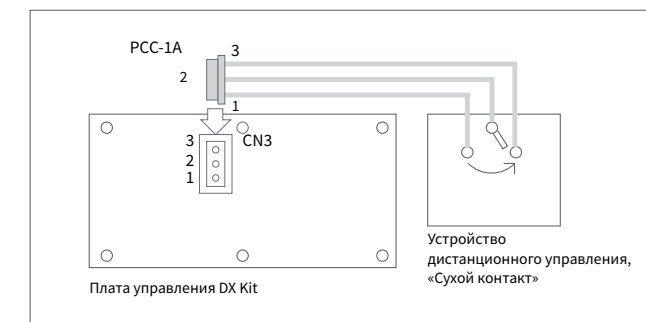 PCC-1A
3
2
1
3
CN3
2
1
Устройство
дистанционного управления,
«Сухой контакт»
Плата управления DX Kit